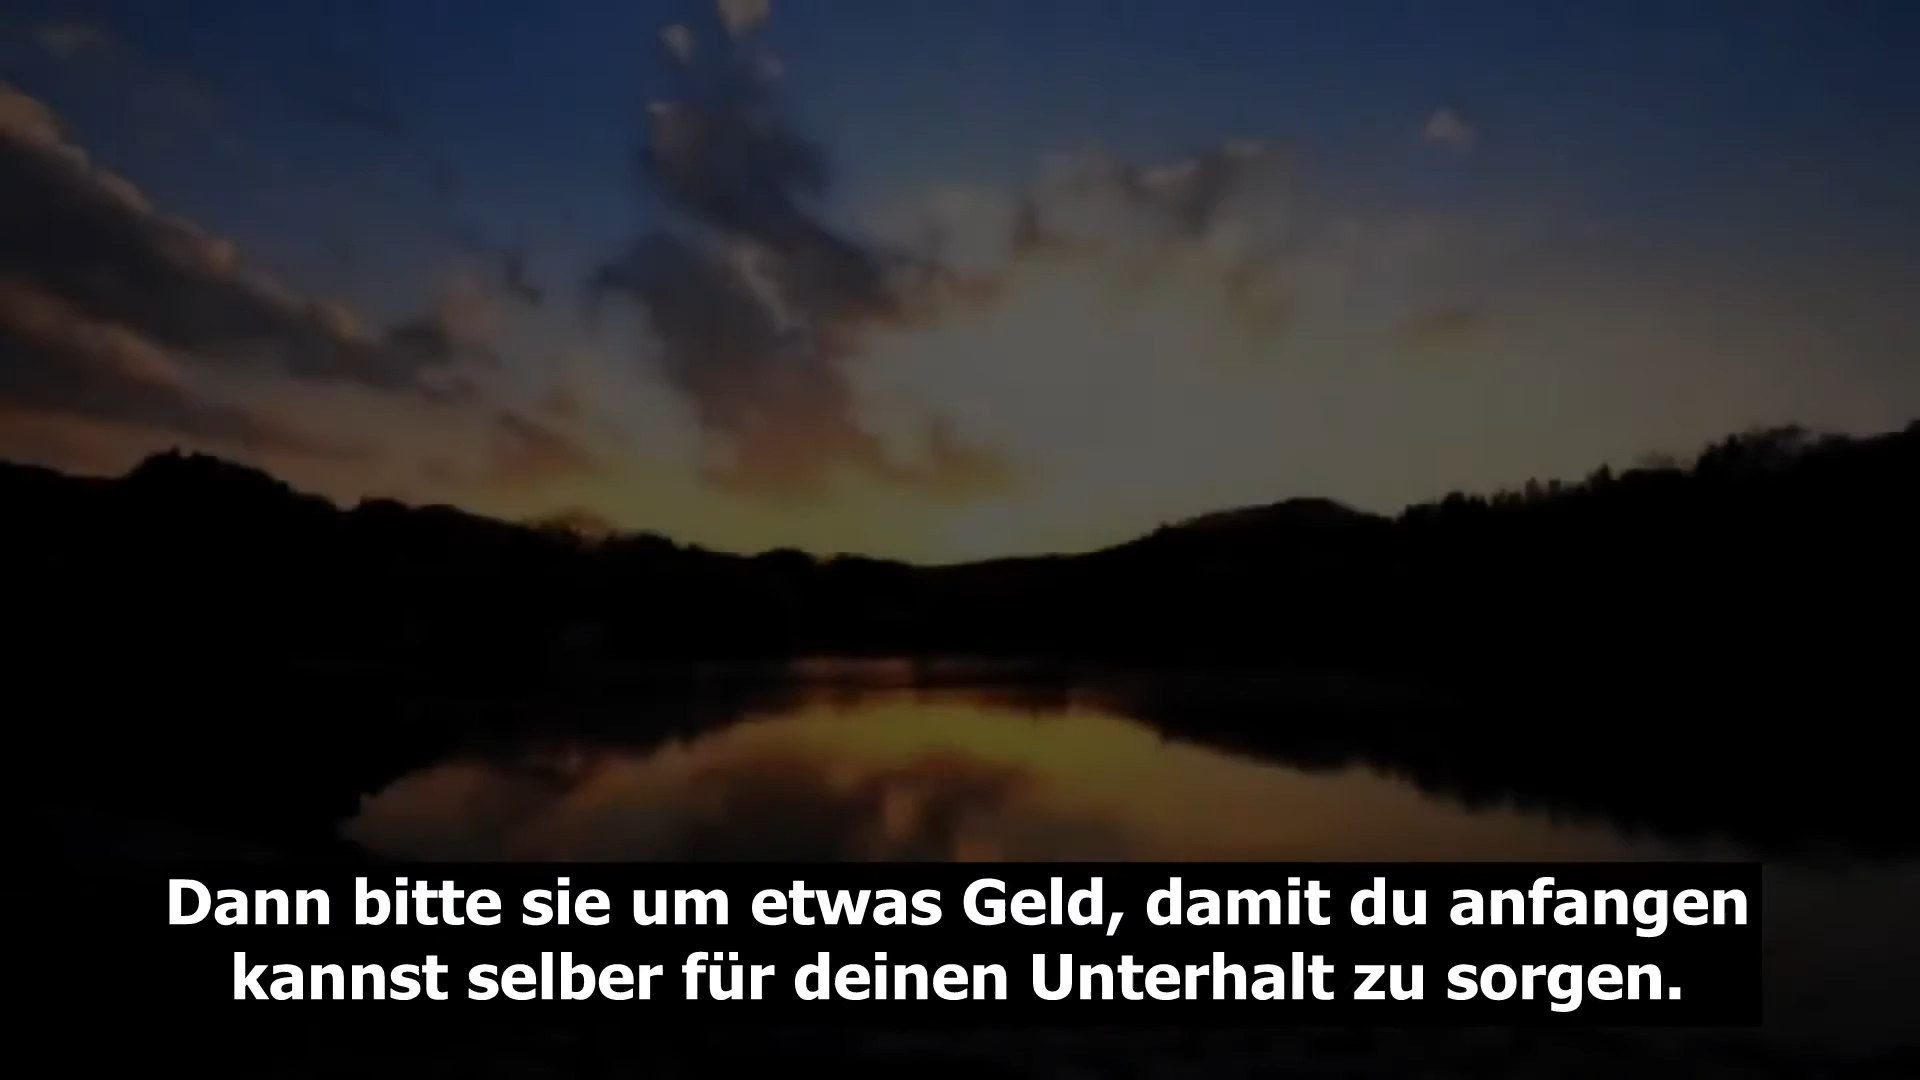 Dann bitte sie um etwas Geld, damit du anfangen
kannst selber für deinen Unterhalt zu sorgen.